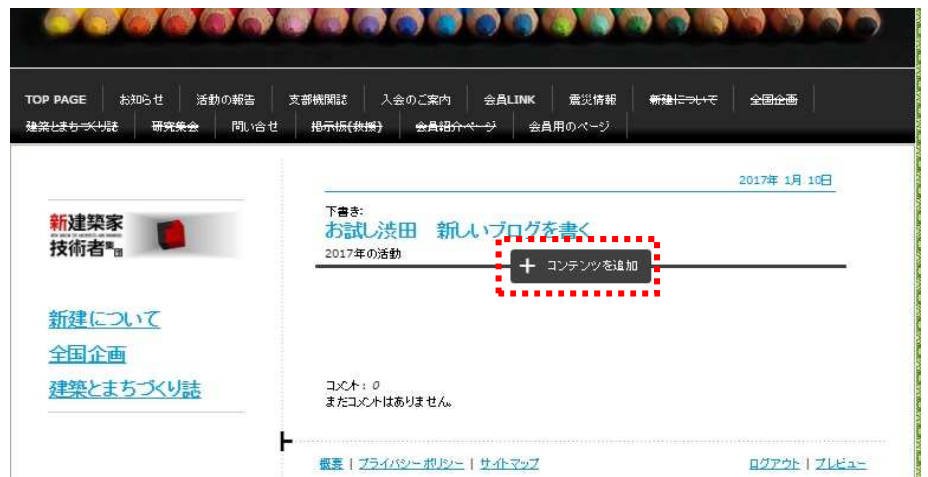 TOP PAGE お知らせ 活動の報告 支部機関誌 入会のご案内 会員LINK 震災情報 新建について 全国企画
建築とまちづくり誌 研究集会 問い合せ 掲示板(救援) 会員紹介ページ 会員用のページ
2017年 1月 10日
下書き:
お試し渋田 新しいブログを書く
2017年の活動
+ コンテンツを追加
新建築家
技術者集団
新建について
全国企画
建築とまちづくり誌
コメント: 0
まだコメントはありません。
概要 | プライバシーポリシー | サイトマップ
ログアウト | プレビュー